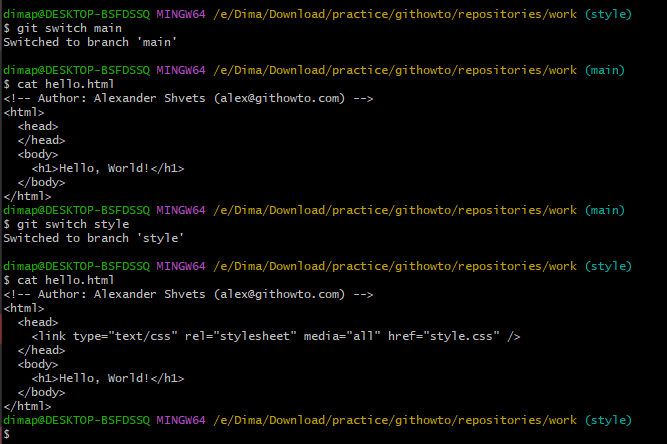 dimap@DESKTOP-BSFDSSQ MINGW64 /e/Dima/Download/practice/githowto/repositories/work (style)
$ git switch main
Switched to branch 'main'
dimap@DESKTOP-BSFDSSQ MINGW64 /e/Dima/Download/practice/githowto/repositories/work (main)
$ cat hello.html
<!-- Author: Alexander Shvets (alex@githowto.com) -->
<html>
  <head>
  </head>
  <body>
    <h1>Hello, World!</h1>
  </body>
</html>
dimap@DESKTOP-BSFDSSQ MINGW64 /e/Dima/Download/practice/githowto/repositories/work (main)
$ git switch style
Switched to branch 'style'
dimap@DESKTOP-BSFDSSQ MINGW64 /e/Dima/Download/practice/githowto/repositories/work (style)
$ cat hello.html
<!-- Author: Alexander Shvets (alex@githowto.com) -->
<html>
  <head>
    <link type="text/css" rel="stylesheet" media="all" href="style.css" />
  </head>
  <body>
    <h1>Hello, World!</h1>
  </body>
</html>
dimap@DESKTOP-BSFDSSQ MINGW64 /e/Dima/Download/practice/githowto/repositories/work (style)
$